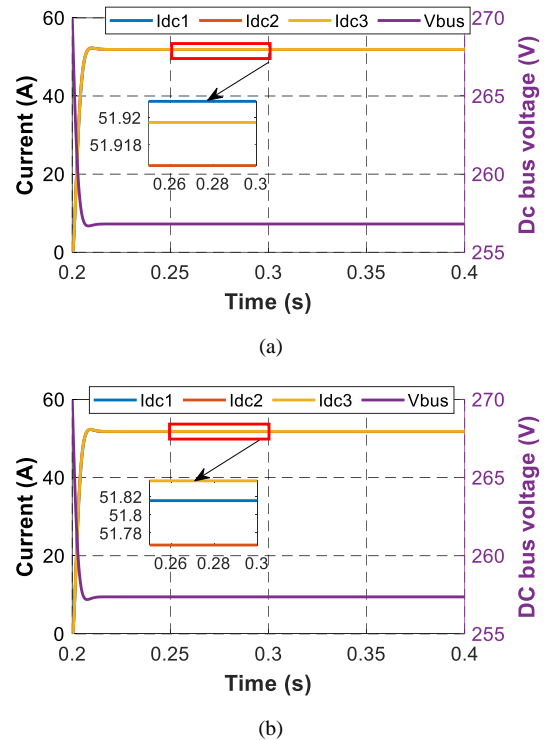 Idc1 Idc2 Idc3 Vbus
60
40
20
0
Current (A)
270
265
260
255
Dc bus voltage (V)
51.92
51.918
0.26 0.28 0.3
0.2 0.25 0.3 0.35 0.4
Time (s)
(a)
Idc1 Idc2 Idc3 Vbus
60
40
20
0
Current (A)
270
265
260
255
DC bus voltage (V)
51.82
51.8
51.78
0.26 0.28 0.3
0.2 0.25 0.3 0.35 0.4
Time (s)
(b)